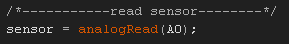 /*-----------read sensor--------*/
sensor = analogRead(A0);